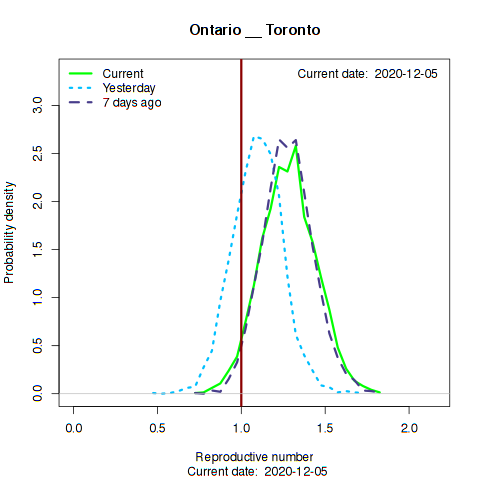 Ontario __ Toronto
Current
Yesterday
7 days ago
Current date:  2020-12-05
Probability density
3.0
2.5
2.0
1.5
1.0
0.5
0.0
0.0 0.5 1.0 1.5 2.0
Reproductive number
Current date:  2020-12-05